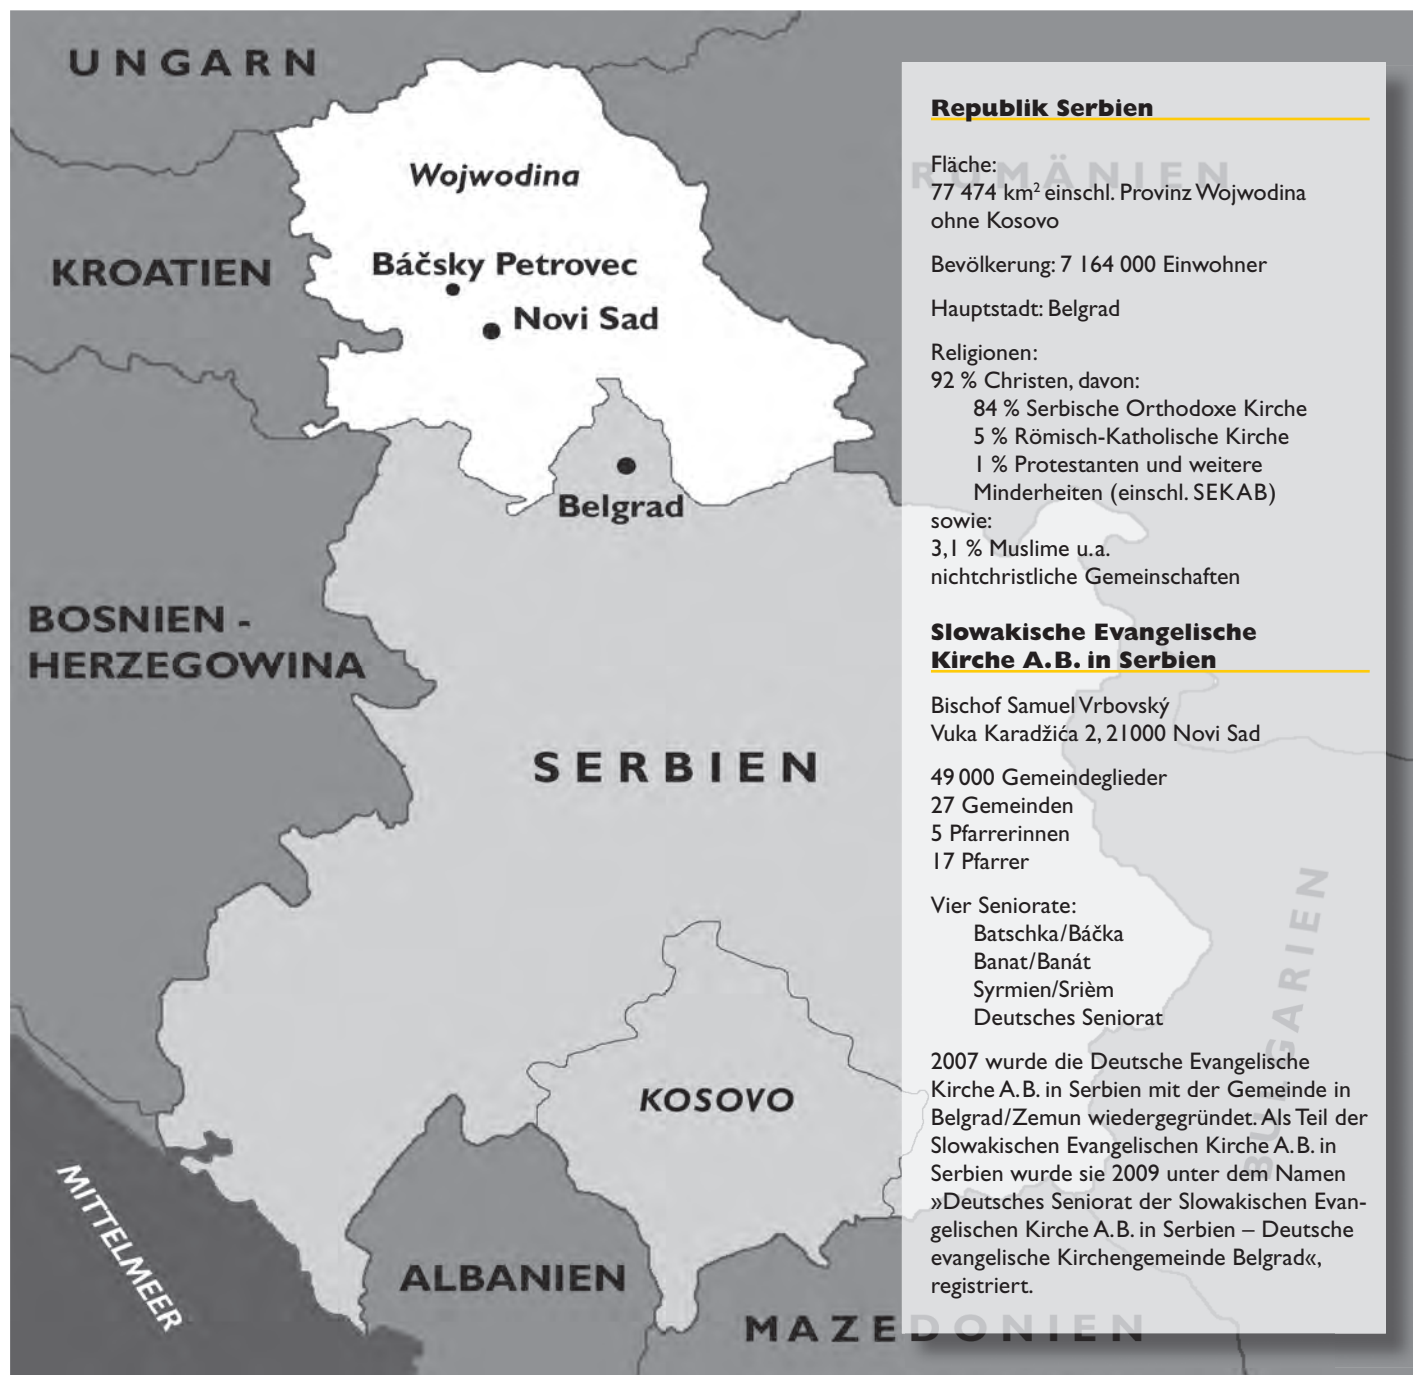 UNGARN
Wojwodina
KROATIEN
Báčsky Petrovec
Novi Sad
Belgrad
BOSNIEN -
HERZEGOWINA
SERBIEN
KOSOVO
MITTELMEER
ALBANIEN
MAZEDONIEN
RUMÄNIEN
BULGARIEN
Republik Serbien
Fläche:
77 474 km² einschl. Provinz Wojwodina
ohne Kosovo
Bevölkerung: 7 164 000 Einwohner
Hauptstadt: Belgrad
Religionen:
92 % Christen, davon:
84 % Serbische Orthodoxe Kirche
5 % Römisch-Katholische Kirche
1 % Protestanten und weitere
Minderheiten (einschl. SEKAB)
sowie:
3,1 % Muslime u.a.
nichtchristliche Gemeinschaften
Slowakische Evangelische
Kirche A.B. in Serbien
Bischof Samuel Vrbovský
Vuka Karadžića 2, 21000 Novi Sad
49 000 Gemeindeglieder
27 Gemeinden
5 Pfarrerinnen
17 Pfarrer
Vier Seniorate:
Batschka/Báčka
Banat/Banát
Syrmien/Srièm
Deutsches Seniorat
2007 wurde die Deutsche Evangelische
Kirche A.B. in Serbien mit der Gemeinde in
Belgrad/Zemun wiedergegründet. Als Teil der
Slowakischen Evangelischen Kirche A.B. in
Serbien wurde sie 2009 unter dem Namen
»Deutsches Seniorat der Slowakischen Evan-
gelischen Kirche A.B. in Serbien – Deutsche
evangelische Kirchengemeinde Belgrad«,
registriert.